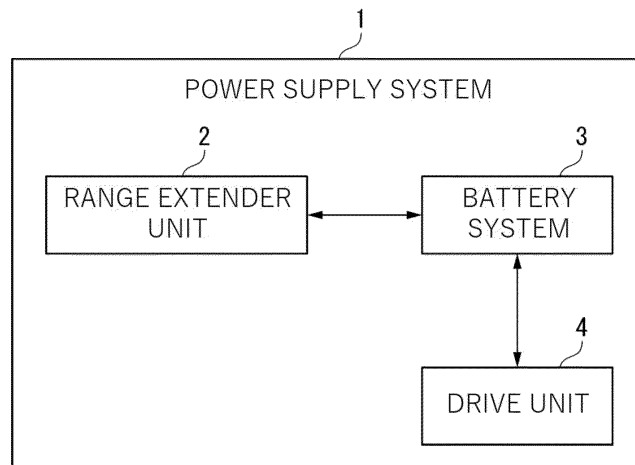 1
POWER SUPPLY SYSTEM
2
RANGE EXTENDER
UNIT
3
BATTERY
SYSTEM
4
DRIVE UNIT